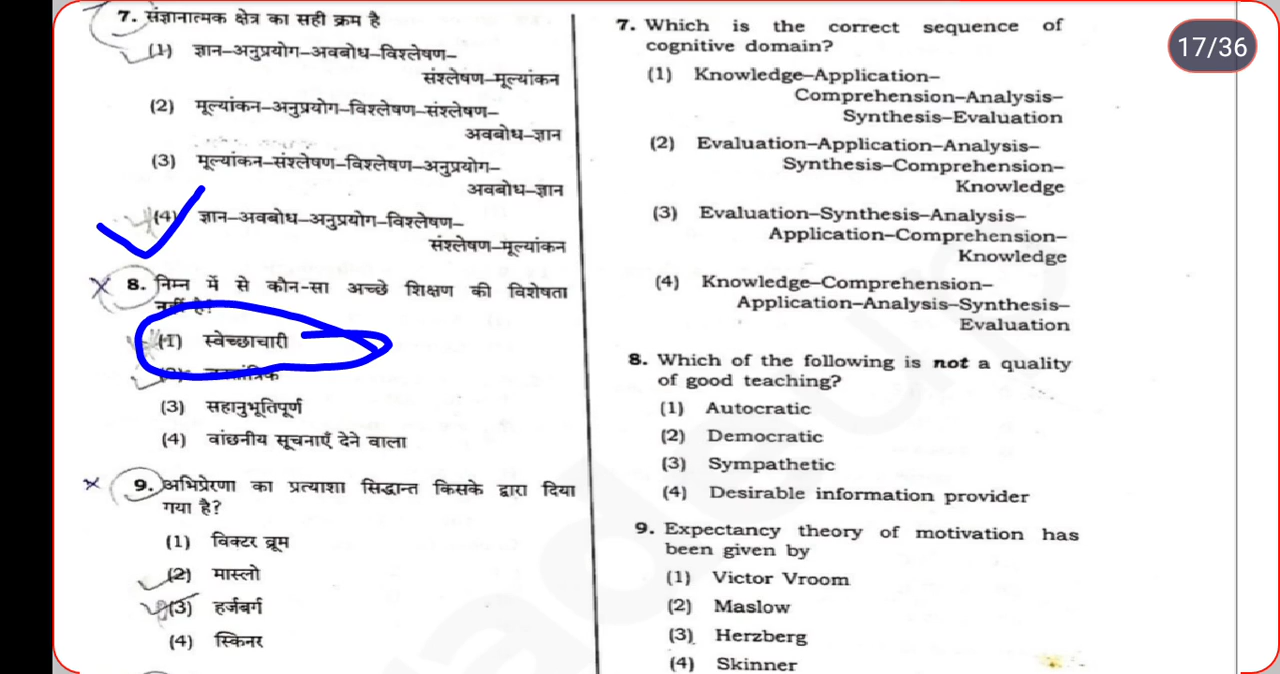 7. संज्ञानात्मक क्षेत्र का सही क्रम है
(1) ज्ञान–अनुप्रयोग–अवबोध–विश्लेषण–
संश्लेषण–मूल्यांकन
(2) मूल्यांकन–अनुप्रयोग–विश्लेषण–संश्लेषण–
अवबोध–ज्ञान
(3) मूल्यांकन–संश्लेषण–विश्लेषण–अनुप्रयोग–
अवबोध–ज्ञान
(4) ज्ञान–अवबोध–अनुप्रयोग–विश्लेषण–
संश्लेषण–मूल्यांकन
8. निम्न में से कौन-सा अच्छे शिक्षण की विशेषता
नहीं है?
(1) स्वेच्छाचारी
(2)
(3) सहानुभूतिपूर्ण
(4) वांछनीय सूचनाएँ देने वाला
9. अभिप्रेरणा का प्रत्याशा सिद्धान्त किसके द्वारा दिया
गया है?
(1) विक्टर व्रूम
(2) मास्लो
(3) हर्जबर्ग
(4) स्किनर
7. Which is the correct sequence of
cognitive domain?
(1) Knowledge–Application–
Comprehension–Analysis–
Synthesis–Evaluation
(2) Evaluation–Application–Analysis–
Synthesis–Comprehension–
Knowledge
(3) Evaluation–Synthesis–Analysis–
Application–Comprehension–
Knowledge
(4) Knowledge–Comprehension–
Application–Analysis–Synthesis–
Evaluation
8. Which of the following is not a quality
of good teaching?
(1) Autocratic
(2) Democratic
(3) Sympathetic
(4) Desirable information provider
9. Expectancy theory of motivation has
been given by
(1) Victor Vroom
(2) Maslow
(3) Herzberg
(4) Skinner
17/36